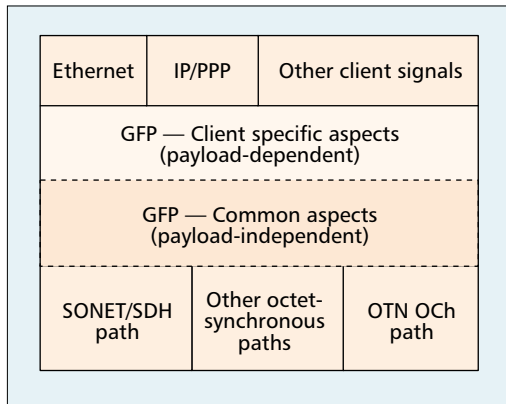 Ethernet
IP/PPP
Other client signals
GFP — Client specific aspects
(payload-dependent)
GFP — Common aspects
(payload-independent)
SONET/SDH
path
Other octet-
synchronous
paths
OTN OCh
path